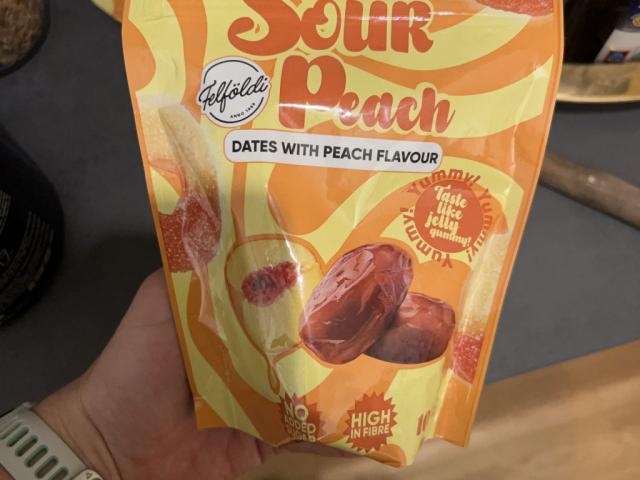 SOUR
Peach
Felföldi
ANNO 1889
DATES WITH PEACH FLAVOUR
Yummy! Yummy! Yummy!
Taste
like
jelly
gummy!
NO
ADDED
HIGH
IN FIBRE